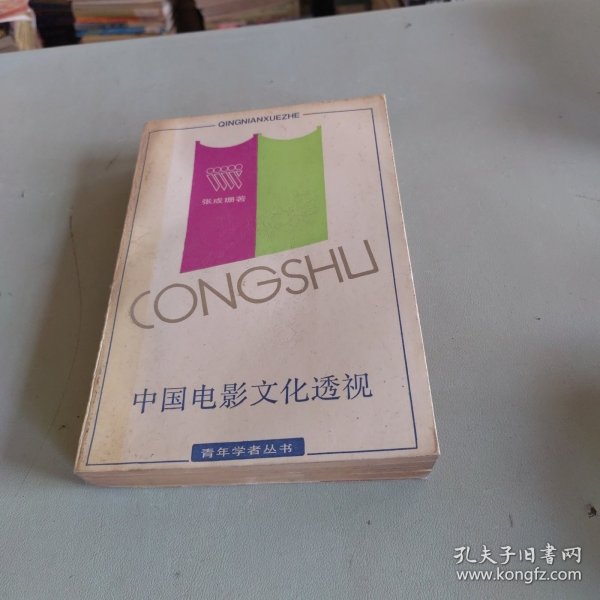 QINGNIANXUEZHE
张成珊著
CONGSHU
中国电影文化透视
青年学者丛书
孔夫子旧书网
www.kongfz.com